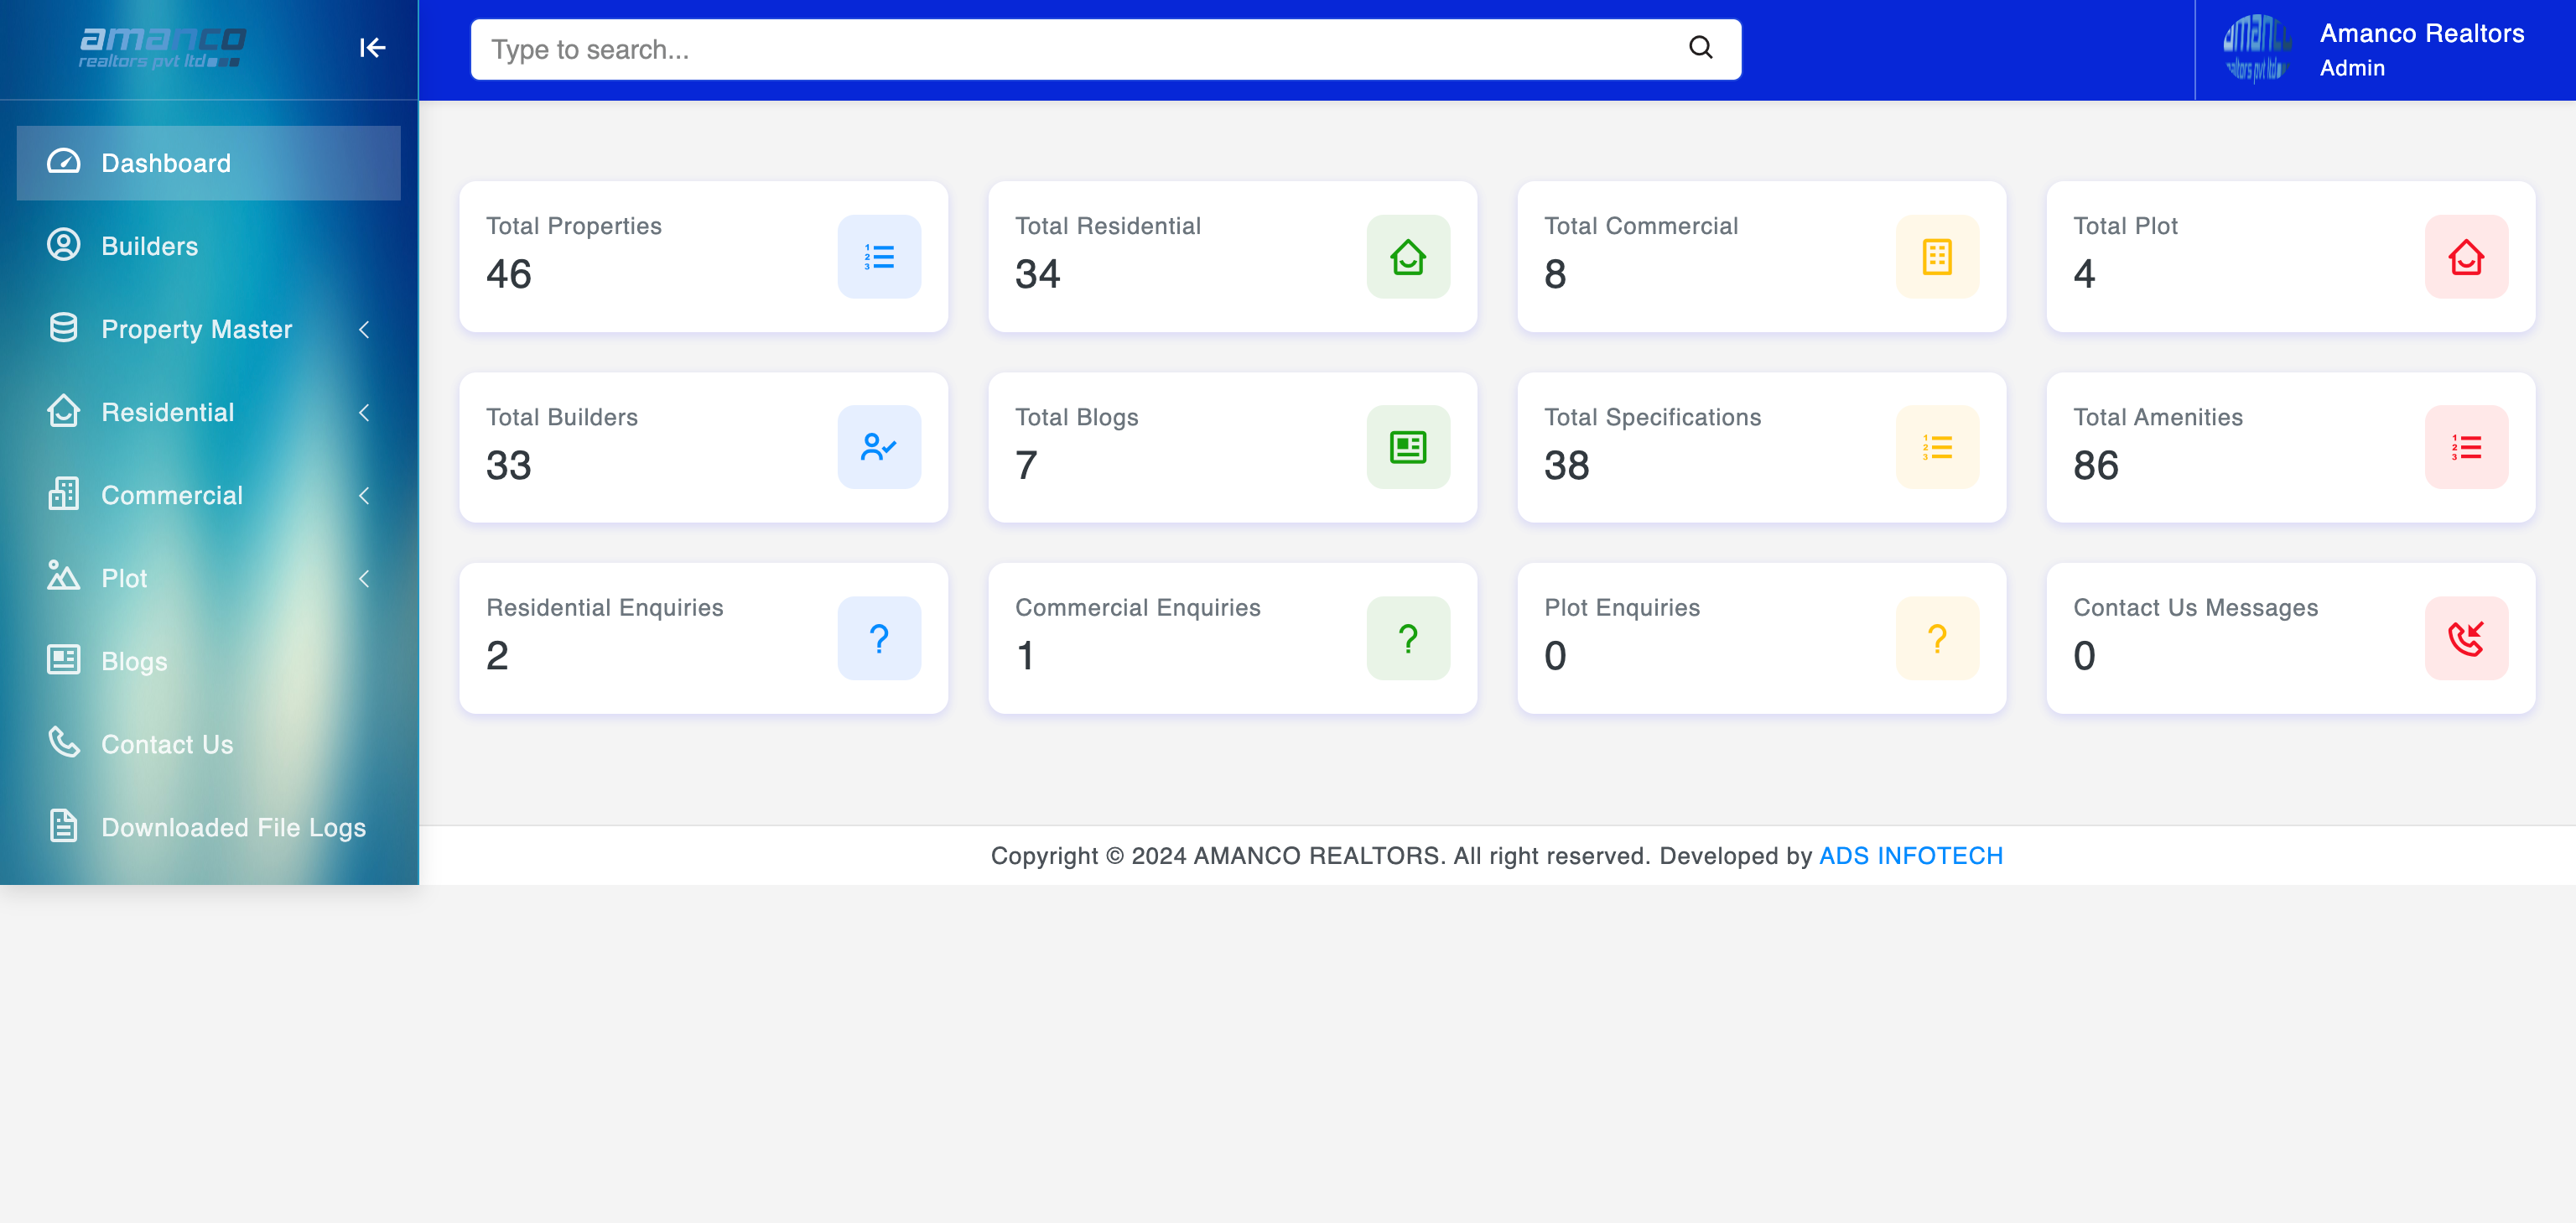 amanco
realtors pvt ltd
Type to search...
Amanco Realtors
Admin
Dashboard
Builders
Property Master
Residential
Commercial
Plot
Blogs
Contact Us
Downloaded File Logs
Total Properties
46
Total Residential
34
Total Commercial
8
Total Plot
4
Total Builders
33
Total Blogs
7
Total Specifications
38
Total Amenities
86
Residential Enquiries
2
?
Commercial Enquiries
1
?
Plot Enquiries
0
?
Contact Us Messages
0
Copyright © 2024 AMANCO REALTORS. All right reserved. Developed by ADS INFOTECH